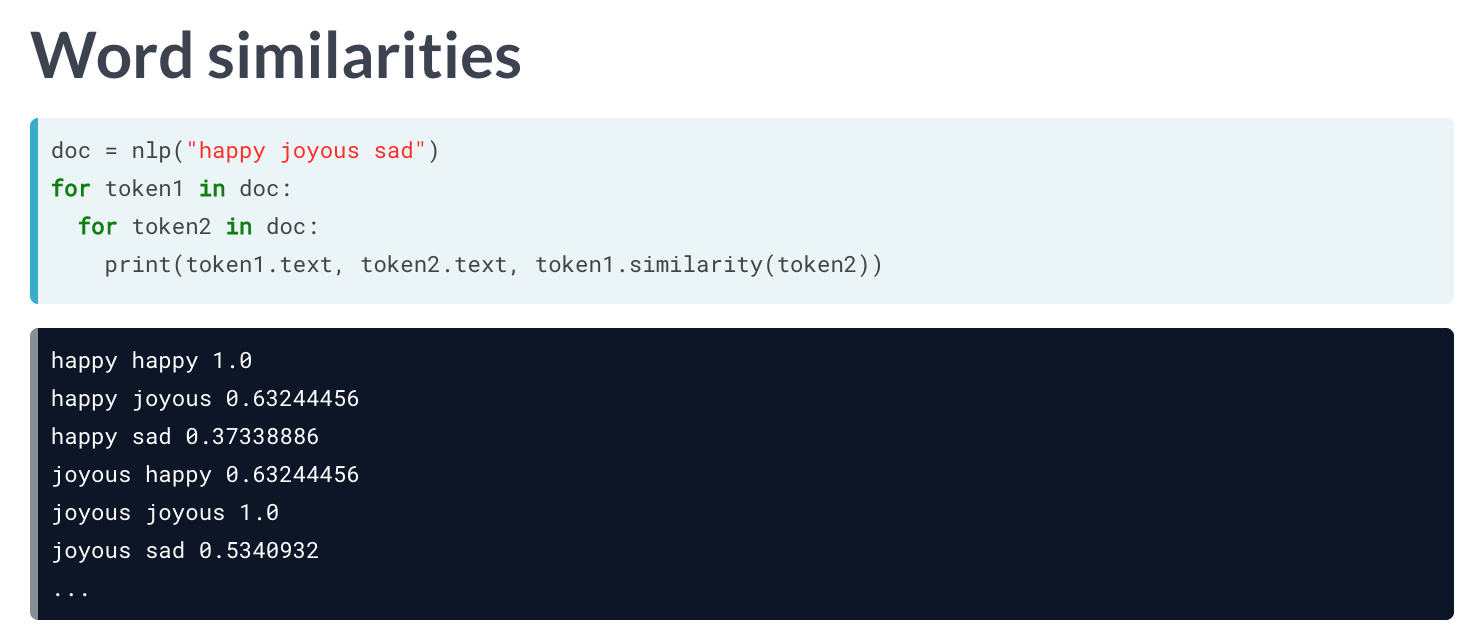 Word similarities
doc = nlp("happy joyous sad")
for token1 in doc:
  for token2 in doc:
    print(token1.text, token2.text, token1.similarity(token2))
happy happy 1.0
happy joyous 0.63244456
happy sad 0.37338886
joyous happy 0.63244456
joyous joyous 1.0
joyous sad 0.5340932
...